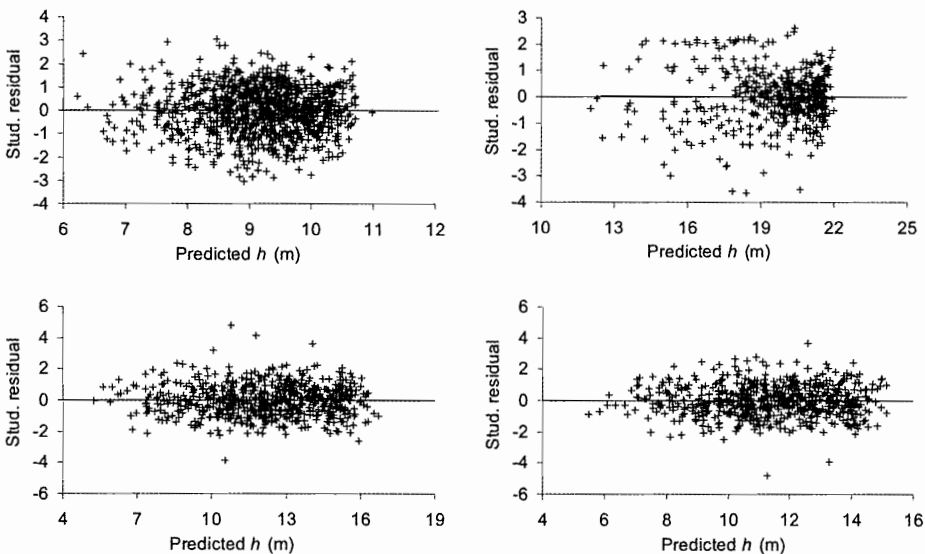 4
3
2
1
0
-1
-2
-3
-4
Stud. residual
6 7 8 9 10 11 12
Predicted h (m)
4
3
2
1
0
-1
-2
-3
-4
Stud. residual
10 13 16 19 22 25
Predicted h (m)
6
4
2
0
-2
-4
-6
Stud. residual
4 7 10 13 16 19
Predicted h (m)
6
4
2
0
-2
-4
-6
Stud. residual
4 6 8 10 12 14 16
Predicted h (m)